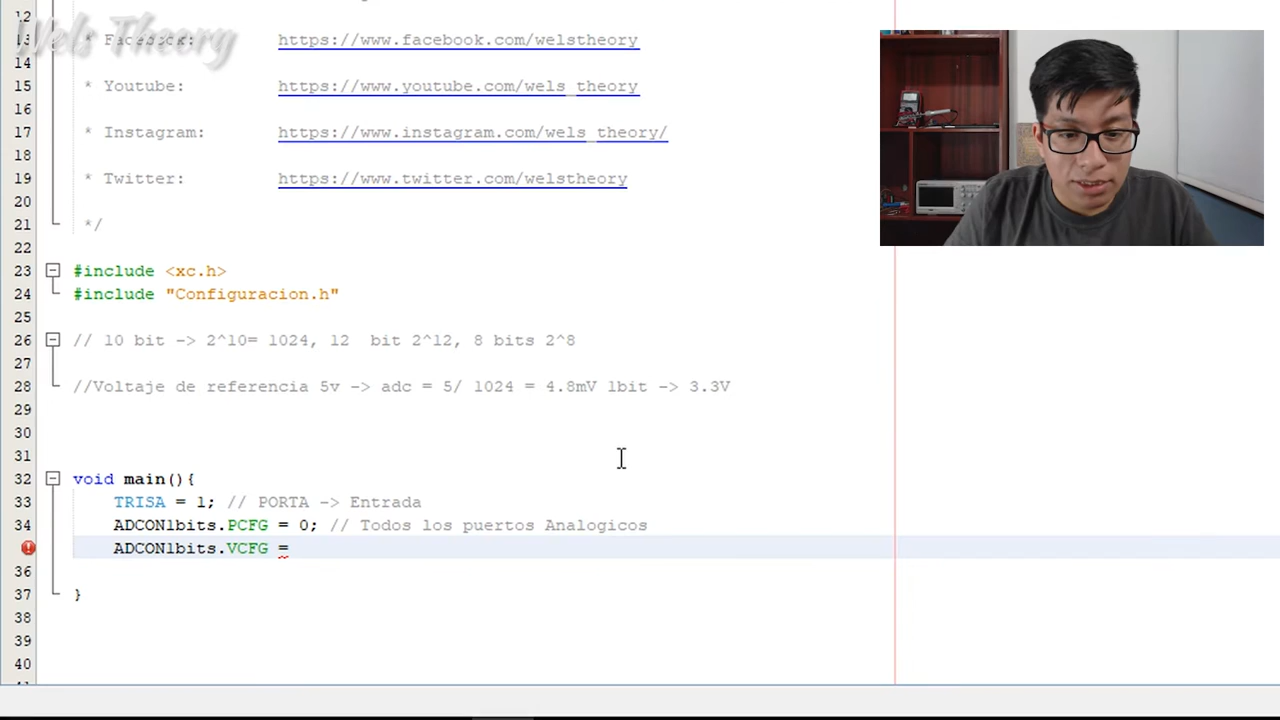 Wels Theory
12
13 * Facebook: https://www.facebook.com/welstheory
14
15 * Youtube: https://www.youtube.com/wels_theory
16
17 * Instagram: https://www.instagram.com/wels_theory/
18
19 * Twitter: https://www.twitter.com/welstheory
20
21 */
22
23 #include <xc.h>
24 #include "Configuracion.h"
25
26 // 10 bit -> 2^10= 1024, 12  bit 2^12, 8 bits 2^8
27
28 //Voltaje de referencia 5v -> adc = 5/ 1024 = 4.8mV 1bit -> 3.3V
29
30
31
32 void main(){
33 TRISA = 1; // PORTA -> Entrada
34 ADCON1bits.PCFG = 0; // Todos los puertos Analogicos
ADCON1bits.VCFG =
36
37 }
38
39
40